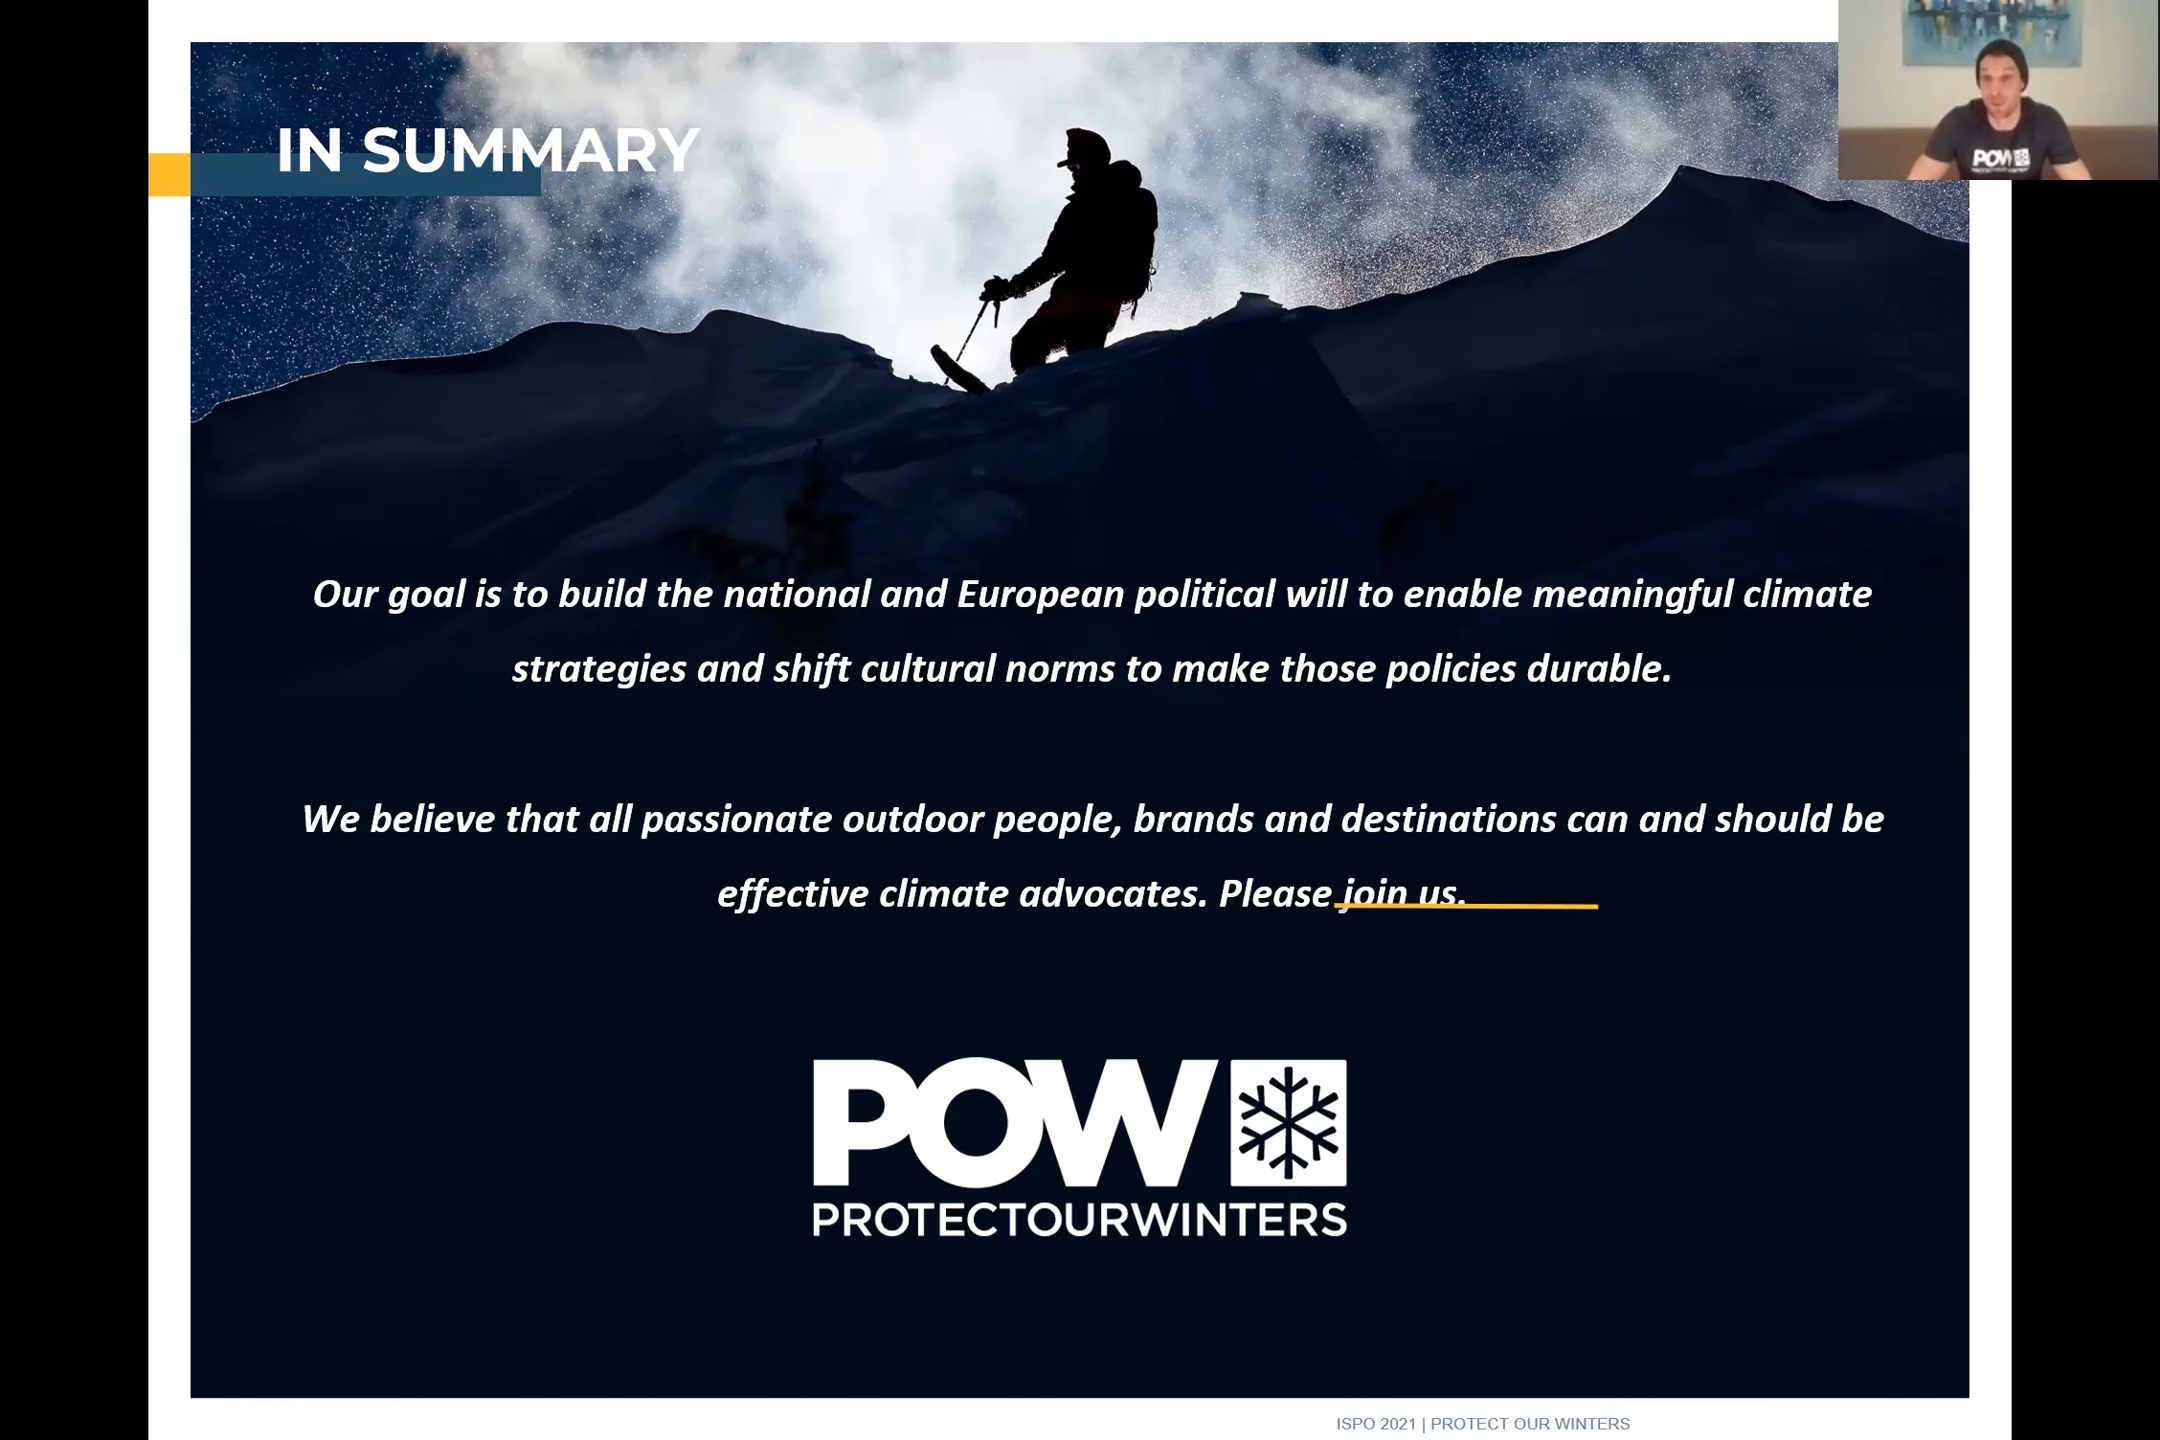 IN SUMMARY
POW
Our goal is to build the national and European political will to enable meaningful climate
strategies and shift cultural norms to make those policies durable.
We believe that all passionate outdoor people, brands and destinations can and should be
effective climate advocates. Please join us.
POW
PROTECTOURWINTERS
ISPO 2021 | PROTECT OUR WINTERS